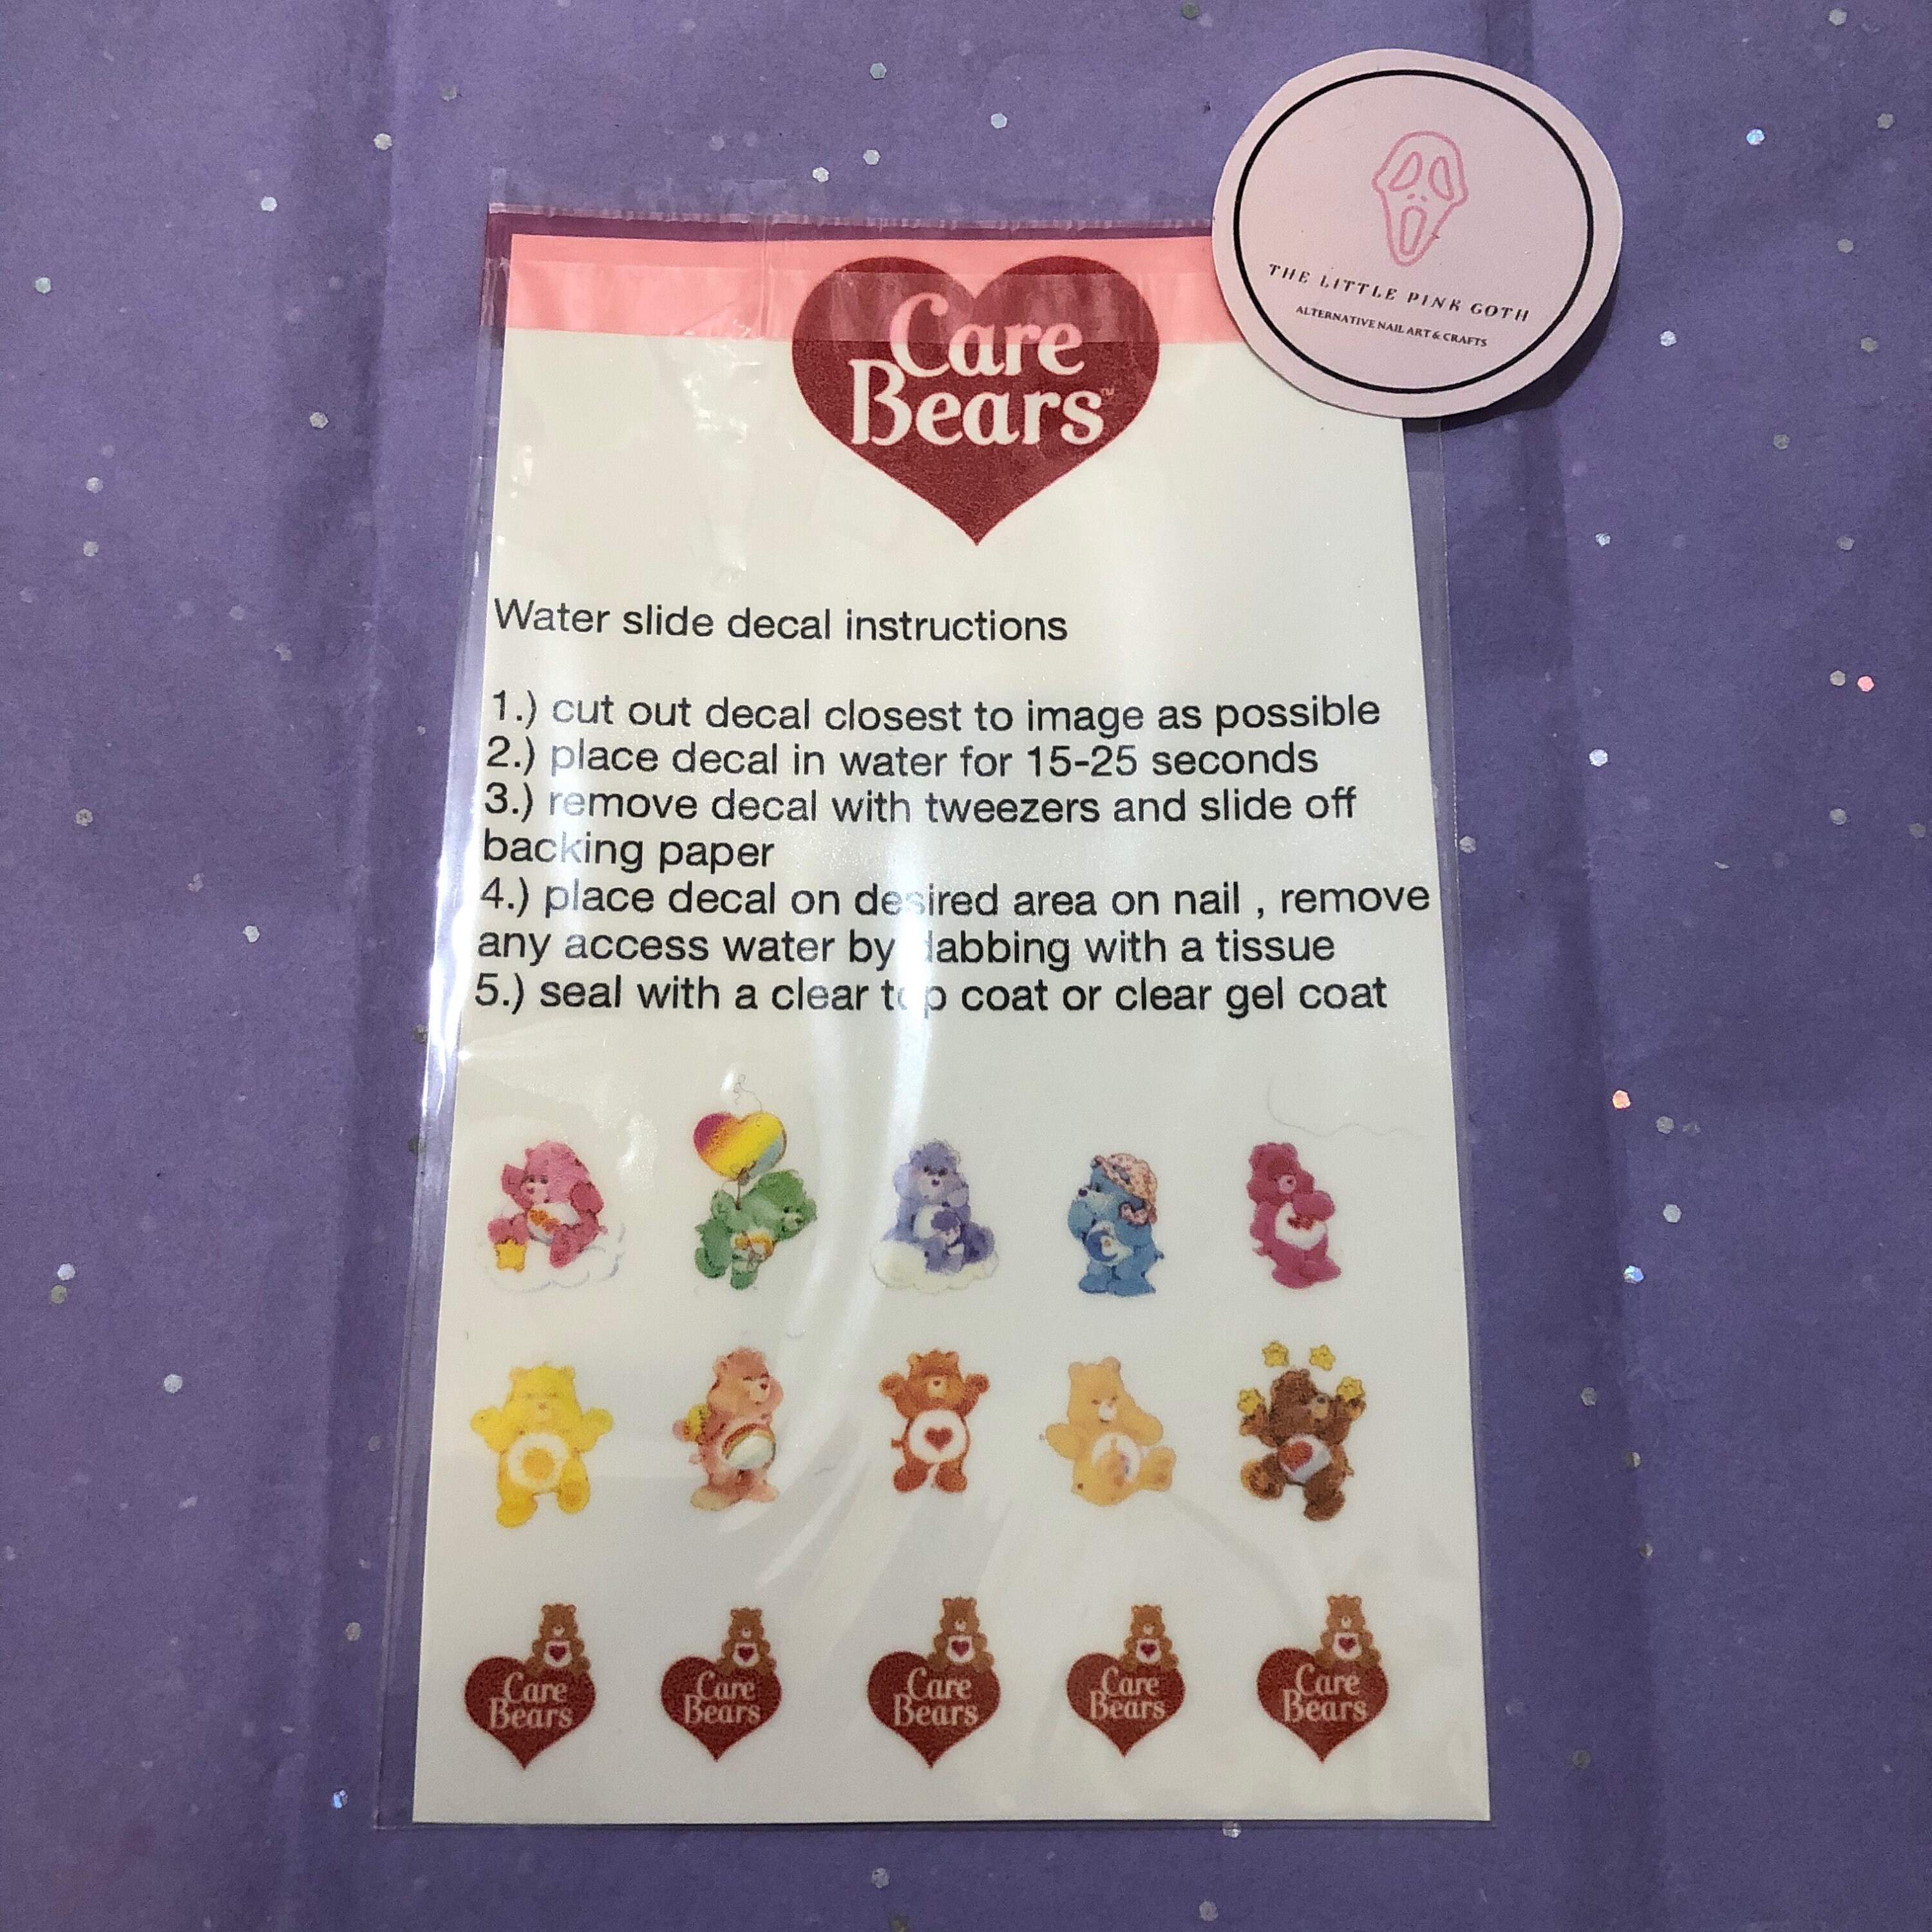 THE LITTLE PINK GOTH
ALTERNATIVE NAIL ART & CRAFTS
Care
Bears™
Water slide decal instructions
1.) cut out decal closest to image as possible
2.) place decal in water for 15-25 seconds
3.) remove decal with tweezers and slide off
backing paper
4.) place decal on desired area on nail , remove
any access water by dabbing with a tissue
5.) seal with a clear top coat or clear gel coat
Care
Bears
Care
Bears
Care
Bears
Care
Bears
Care
Bears